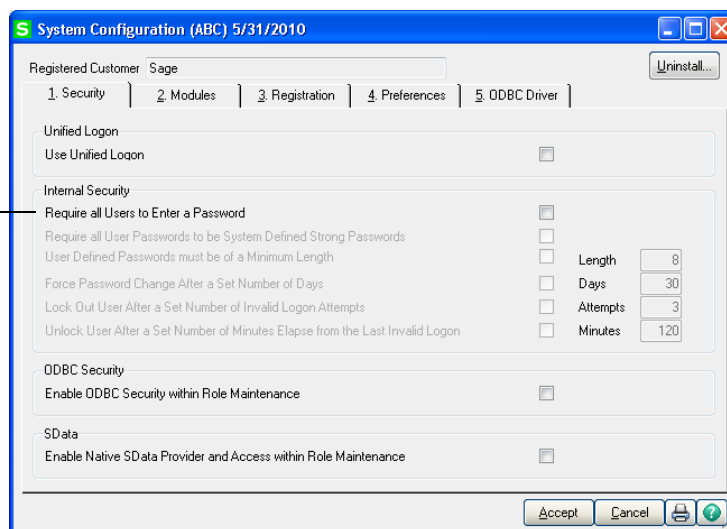 S System Configuration (ABC) 5/31/2010
Registered Customer Sage Uninstall...
1. Security 2. Modules 3. Registration 4. Preferences 5. ODBC Driver
Unified Logon
Use Unified Logon
Internal Security
Require all Users to Enter a Password
Require all User Passwords to be System Defined Strong Passwords
User Defined Passwords must be of a Minimum Length Length 8
Force Password Change After a Set Number of Days Days 30
Lock Out User After a Set Number of Invalid Logon Attempts Attempts 3
Unlock User After a Set Number of Minutes Elapse from the Last Invalid Logon Minutes 120
ODBC Security
Enable ODBC Security within Role Maintenance
SData
Enable Native SData Provider and Access within Role Maintenance
Accept Cancel ?